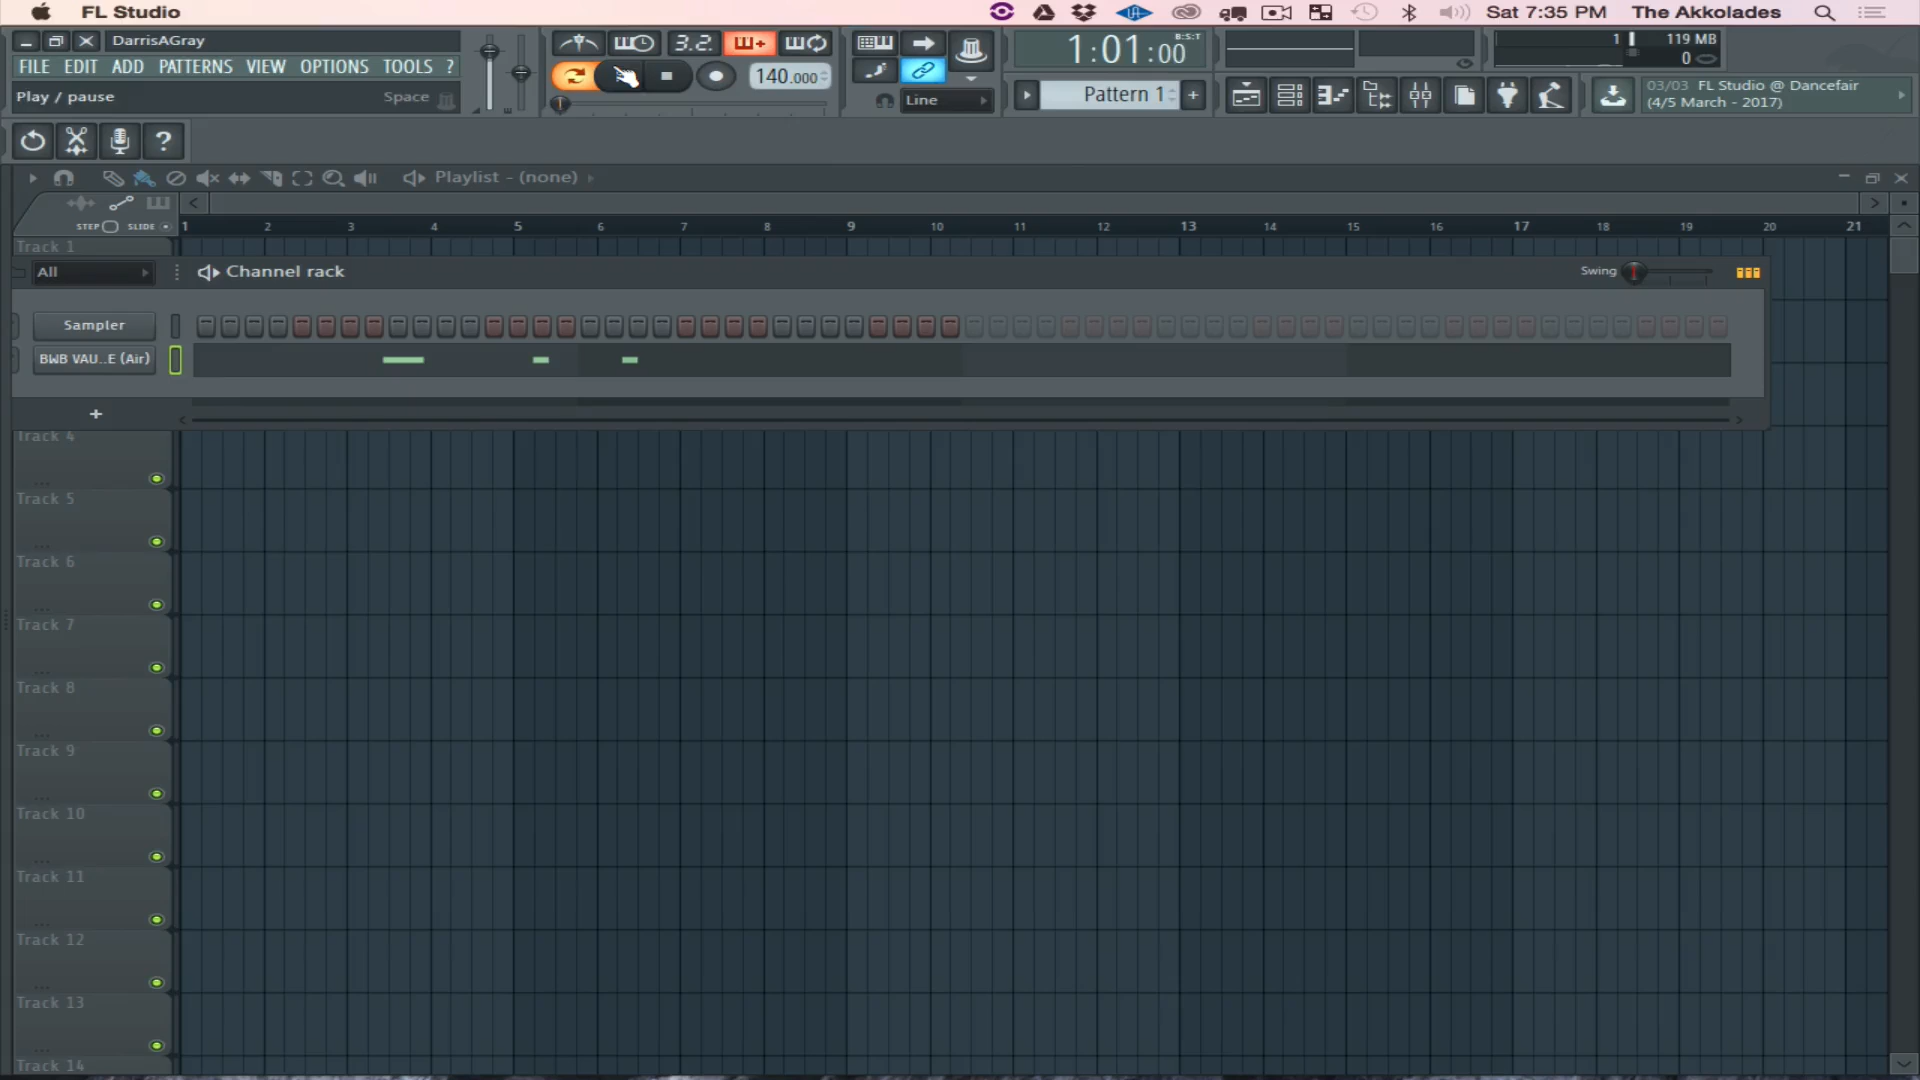 FL Studio
Sat 7:35 PM The Akkolades
DarrisAGray
FILE EDIT ADD PATTERNS VIEW OPTIONS TOOLS ?
Play / pause Space
3.2.
140.000
Line
1:01:00 B:S:T
Pattern 1
+
1 119 MB
0
03/03 FL Studio @ Dancefair
(4/5 March - 2017)
?
Playlist - (none)
STEP SLIDE
1 2 3 4 5 6 7 8 9 10 11 12 13 14 15 16 17 18 19 20 21
Track 1
All Channel rack Swing
Sampler
BWB VAU..E (Air)
+
Track 4
Track 5
Track 6
Track 7
Track 8
Track 9
Track 10
Track 11
Track 12
Track 13
Track 14